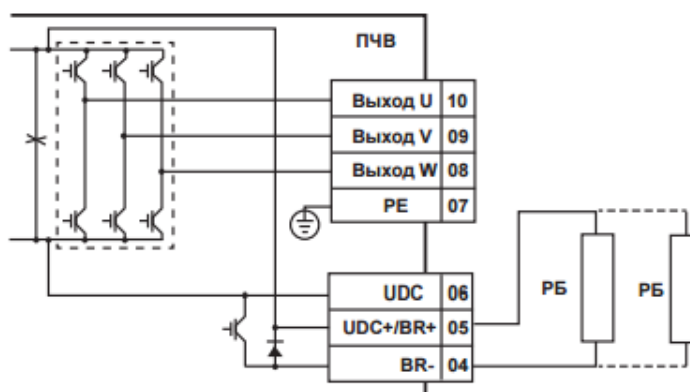 ПЧВ
Выход U 10
Выход V 09
Выход W 08
PE 07
UDC 06
UDC+/BR+ 05
BR- 04
РБ
РБ